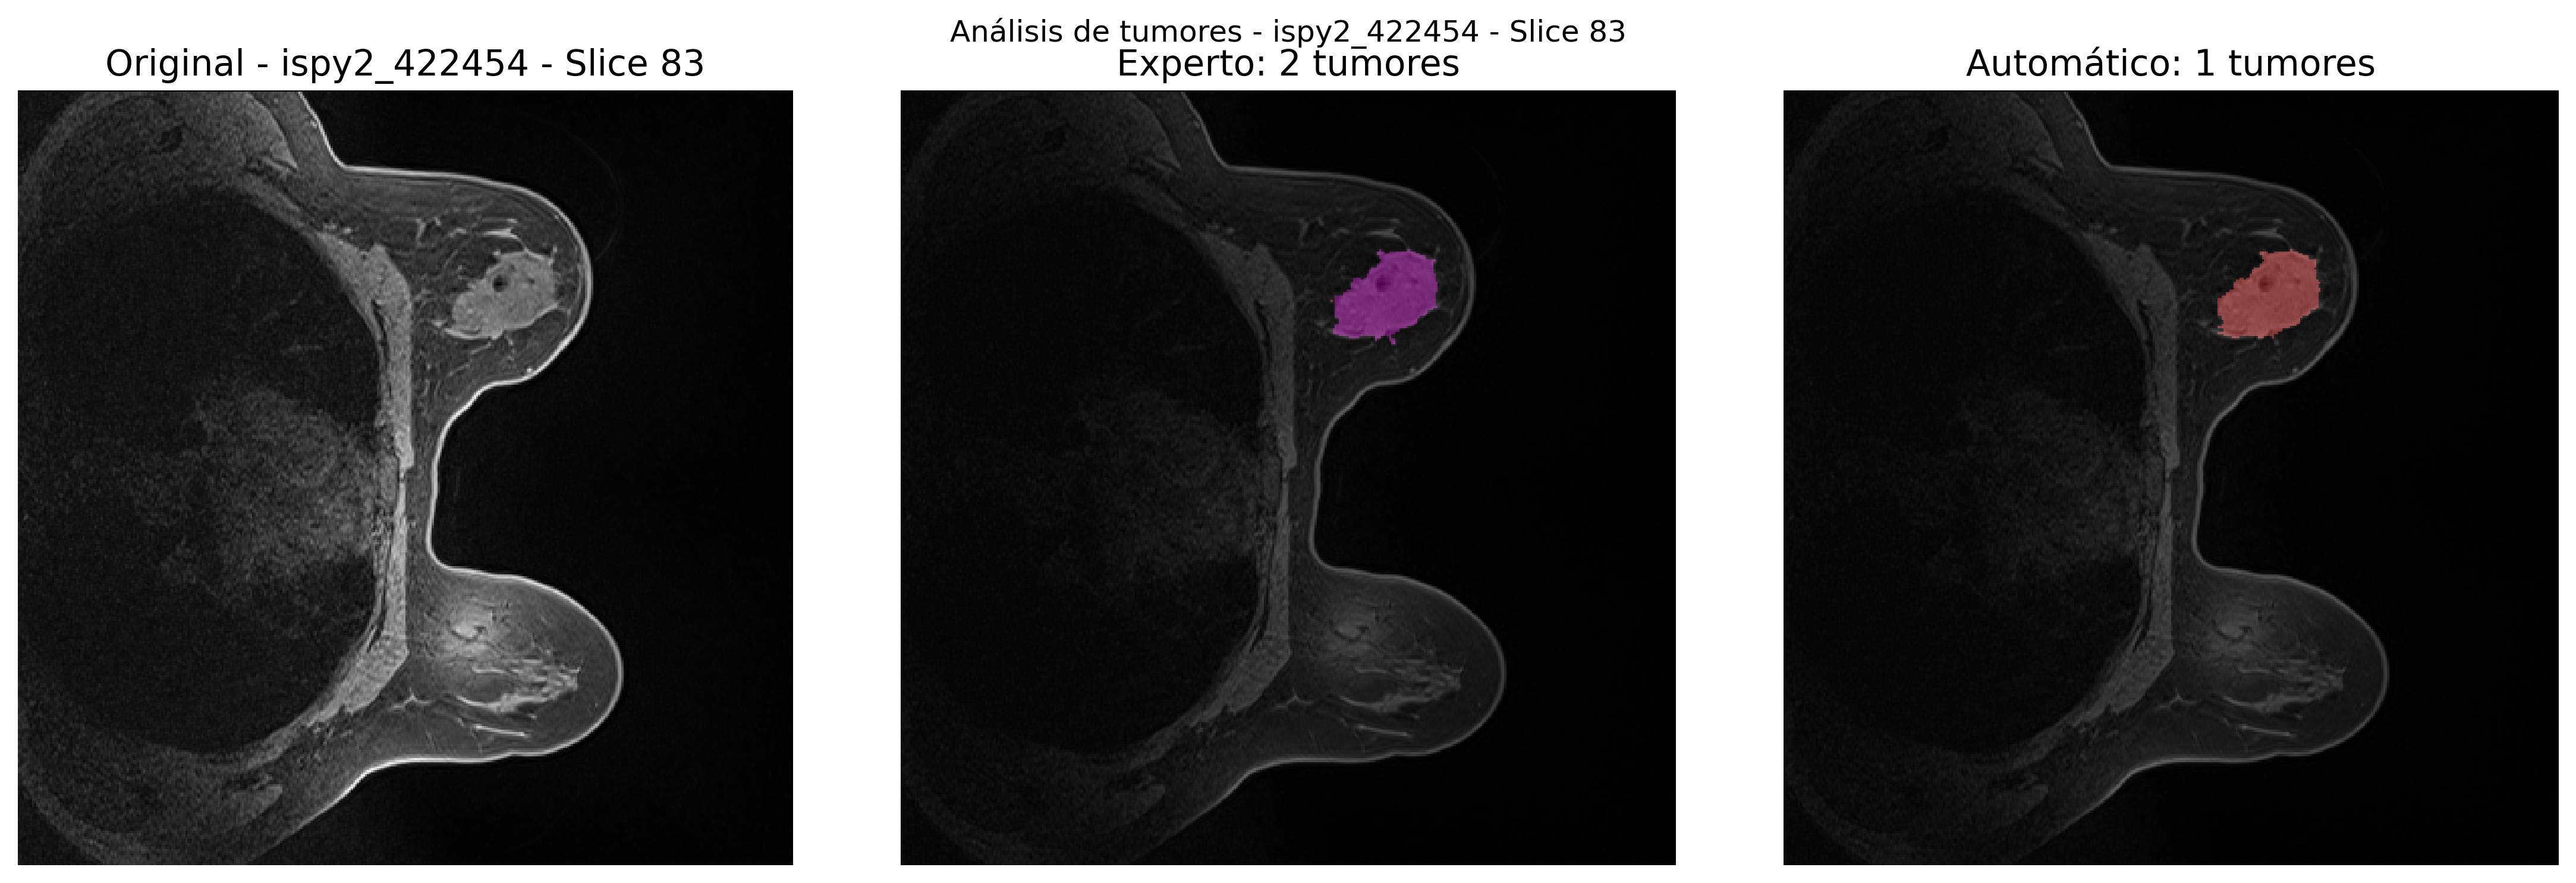 Análisis de tumores - ispy2_422454 - Slice 83
Original - ispy2_422454 - Slice 83
Experto: 2 tumores
Automático: 1 tumores